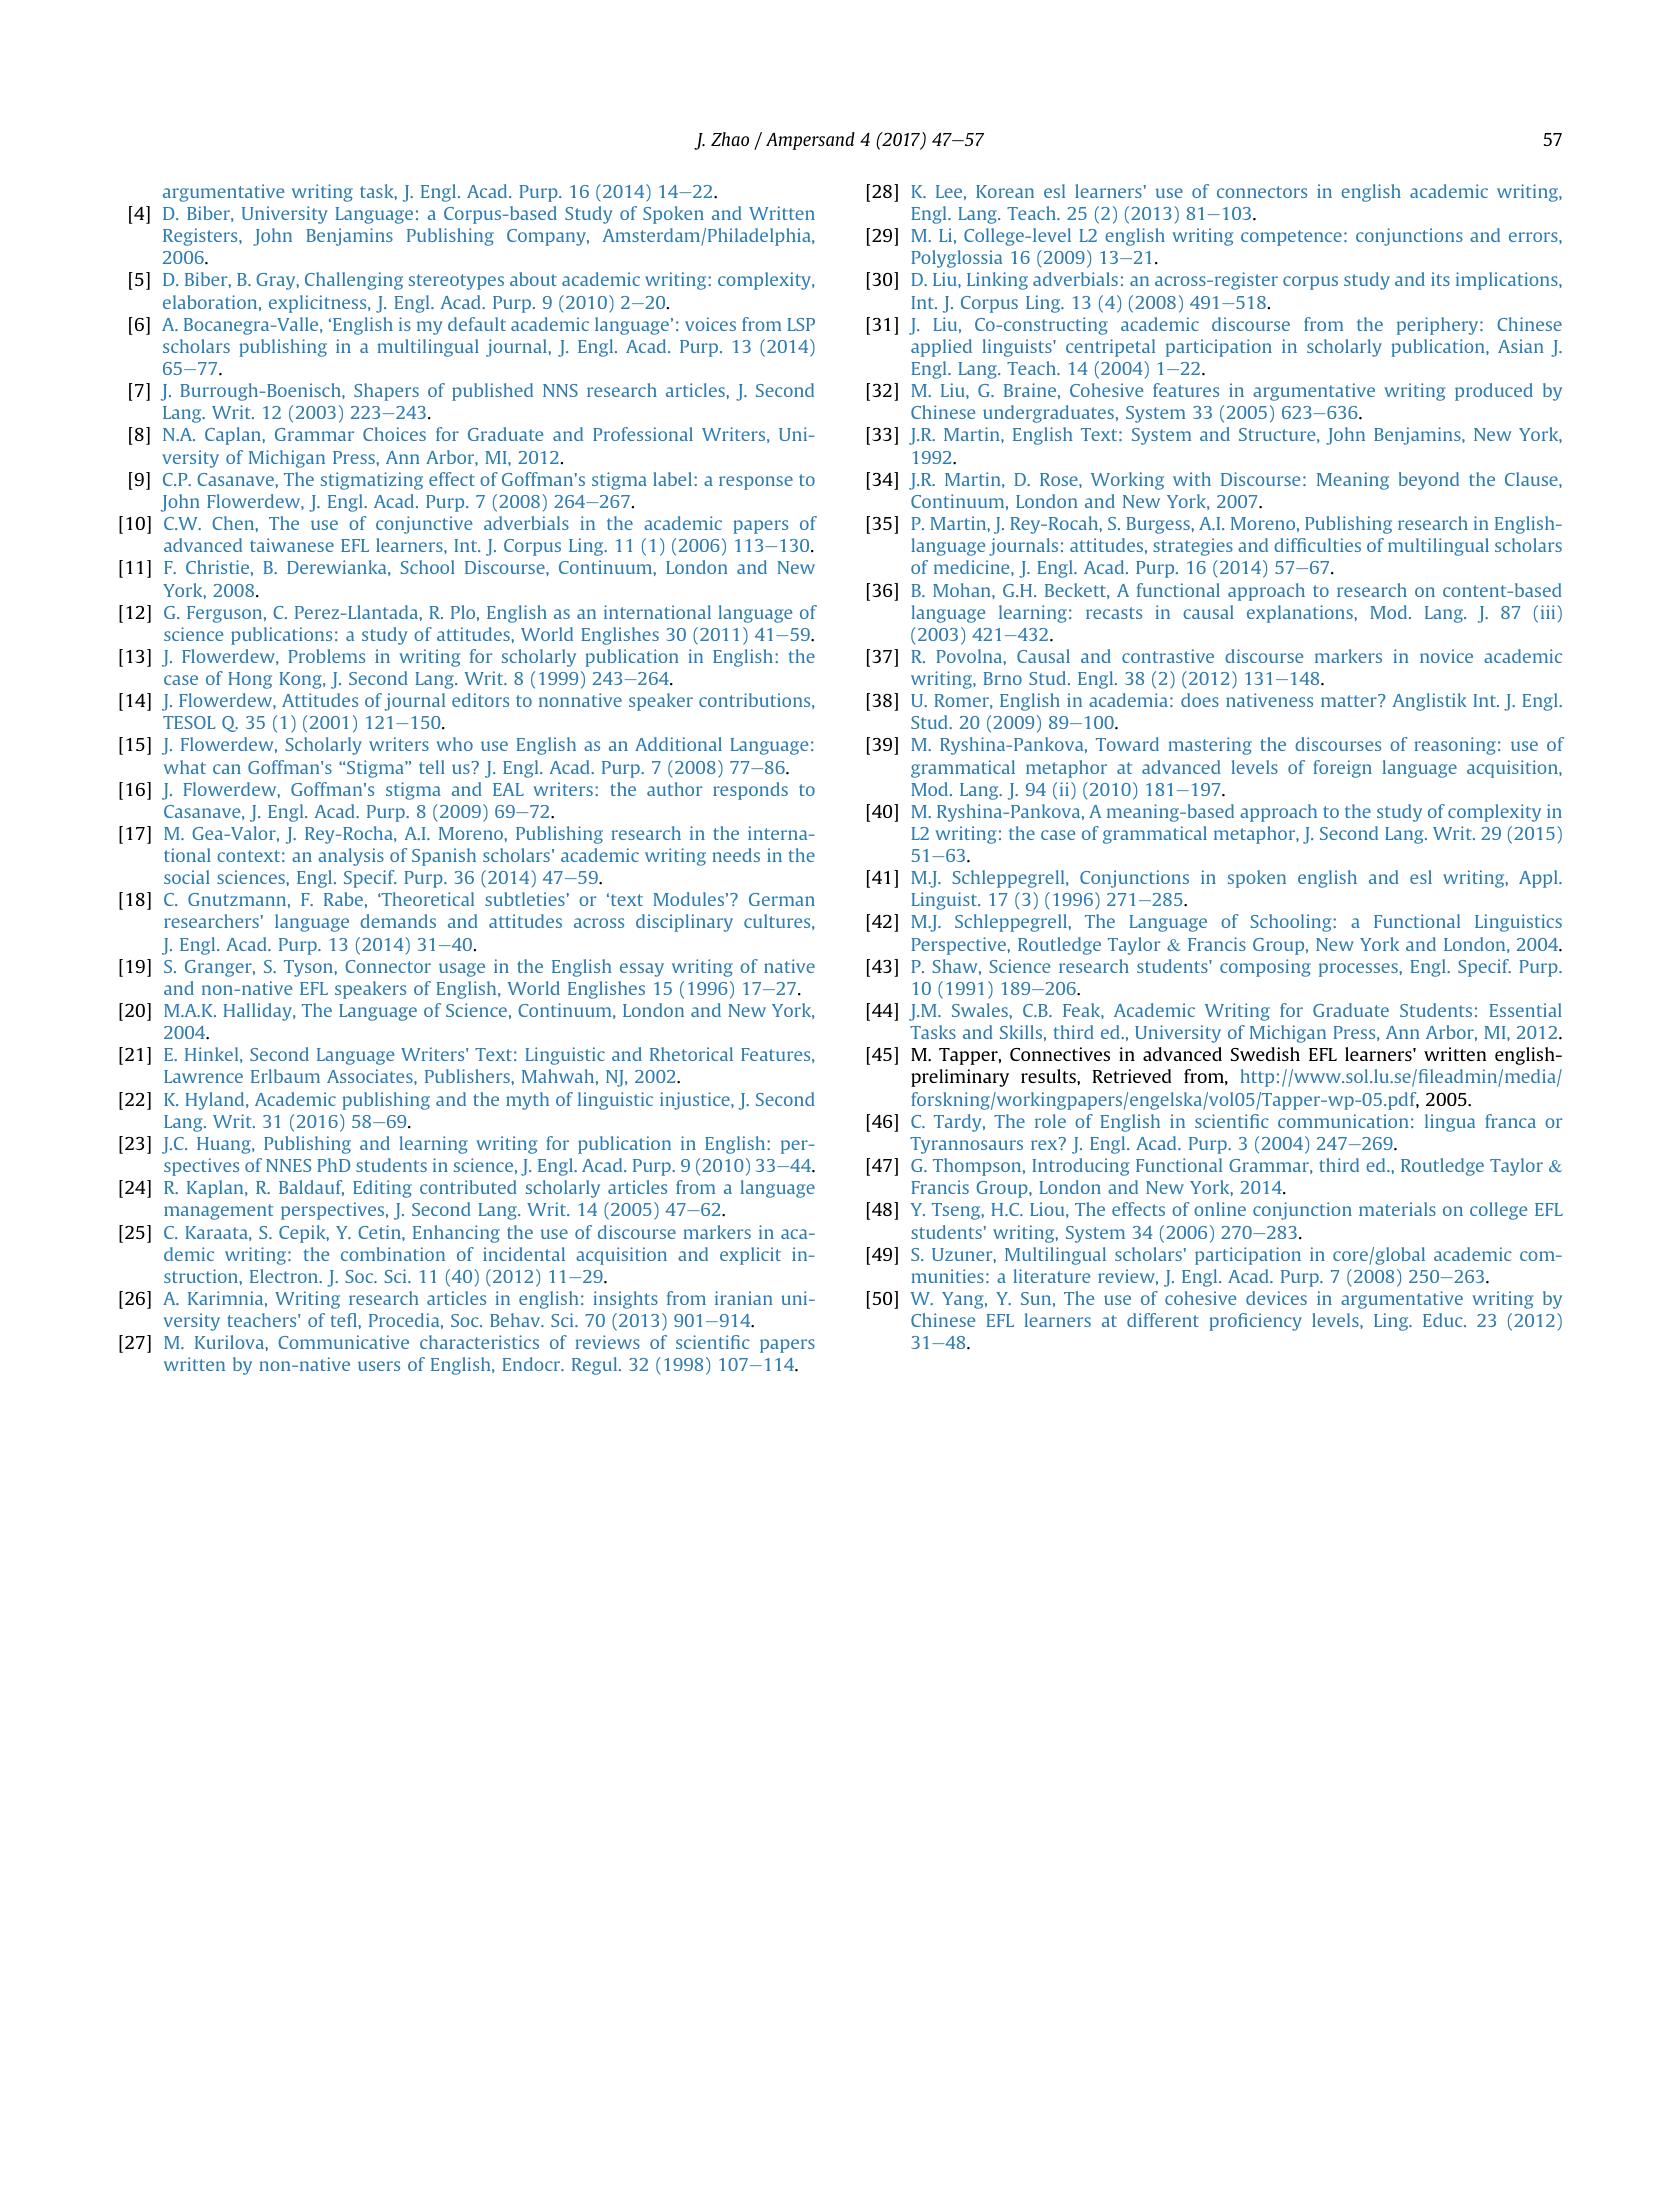 J. Zhao / Ampersand 4 (2017) 47–57
57
argumentative writing task, J. Engl. Acad. Purp. 16 (2014) 14–22.
[4] D. Biber, University Language: a Corpus-based Study of Spoken and Written
Registers, John Benjamins Publishing Company, Amsterdam/Philadelphia,
2006.
[5] D. Biber, B. Gray, Challenging stereotypes about academic writing: complexity,
elaboration, explicitness, J. Engl. Acad. Purp. 9 (2010) 2–20.
[6] A. Bocanegra-Valle, ‘English is my default academic language’: voices from LSP
scholars publishing in a multilingual journal, J. Engl. Acad. Purp. 13 (2014)
65–77.
[7] J. Burrough-Boenisch, Shapers of published NNS research articles, J. Second
Lang. Writ. 12 (2003) 223–243.
[8] N.A. Caplan, Grammar Choices for Graduate and Professional Writers, Uni-
versity of Michigan Press, Ann Arbor, MI, 2012.
[9] C.P. Casanave, The stigmatizing effect of Goffman's stigma label: a response to
John Flowerdew, J. Engl. Acad. Purp. 7 (2008) 264–267.
[10] C.W. Chen, The use of conjunctive adverbials in the academic papers of
advanced taiwanese EFL learners, Int. J. Corpus Ling. 11 (1) (2006) 113–130.
[11] F. Christie, B. Derewianka, School Discourse, Continuum, London and New
York, 2008.
[12] G. Ferguson, C. Perez-Llantada, R. Plo, English as an international language of
science publications: a study of attitudes, World Englishes 30 (2011) 41–59.
[13] J. Flowerdew, Problems in writing for scholarly publication in English: the
case of Hong Kong, J. Second Lang. Writ. 8 (1999) 243–264.
[14] J. Flowerdew, Attitudes of journal editors to nonnative speaker contributions,
TESOL Q. 35 (1) (2001) 121–150.
[15] J. Flowerdew, Scholarly writers who use English as an Additional Language:
what can Goffman's “Stigma” tell us? J. Engl. Acad. Purp. 7 (2008) 77–86.
[16] J. Flowerdew, Goffman's stigma and EAL writers: the author responds to
Casanave, J. Engl. Acad. Purp. 8 (2009) 69–72.
[17] M. Gea-Valor, J. Rey-Rocha, A.I. Moreno, Publishing research in the interna-
tional context: an analysis of Spanish scholars' academic writing needs in the
social sciences, Engl. Specif. Purp. 36 (2014) 47–59.
[18] C. Gnutzmann, F. Rabe, ‘Theoretical subtleties’ or ‘text Modules’? German
researchers' language demands and attitudes across disciplinary cultures,
J. Engl. Acad. Purp. 13 (2014) 31–40.
[19] S. Granger, S. Tyson, Connector usage in the English essay writing of native
and non-native EFL speakers of English, World Englishes 15 (1996) 17–27.
[20] M.A.K. Halliday, The Language of Science, Continuum, London and New York,
2004.
[21] E. Hinkel, Second Language Writers' Text: Linguistic and Rhetorical Features,
Lawrence Erlbaum Associates, Publishers, Mahwah, NJ, 2002.
[22] K. Hyland, Academic publishing and the myth of linguistic injustice, J. Second
Lang. Writ. 31 (2016) 58–69.
[23] J.C. Huang, Publishing and learning writing for publication in English: per-
spectives of NNES PhD students in science, J. Engl. Acad. Purp. 9 (2010) 33–44.
[24] R. Kaplan, R. Baldauf, Editing contributed scholarly articles from a language
management perspectives, J. Second Lang. Writ. 14 (2005) 47–62.
[25] C. Karaata, S. Cepik, Y. Cetin, Enhancing the use of discourse markers in aca-
demic writing: the combination of incidental acquisition and explicit in-
struction, Electron. J. Soc. Sci. 11 (40) (2012) 11–29.
[26] A. Karimnia, Writing research articles in english: insights from iranian uni-
versity teachers' of tefl, Procedia, Soc. Behav. Sci. 70 (2013) 901–914.
[27] M. Kurilova, Communicative characteristics of reviews of scientific papers
written by non-native users of English, Endocr. Regul. 32 (1998) 107–114.
[28] K. Lee, Korean esl learners' use of connectors in english academic writing,
Engl. Lang. Teach. 25 (2) (2013) 81–103.
[29] M. Li, College-level L2 english writing competence: conjunctions and errors,
Polyglossia 16 (2009) 13–21.
[30] D. Liu, Linking adverbials: an across-register corpus study and its implications,
Int. J. Corpus Ling. 13 (4) (2008) 491–518.
[31] J. Liu, Co-constructing academic discourse from the periphery: Chinese
applied linguists' centripetal participation in scholarly publication, Asian J.
Engl. Lang. Teach. 14 (2004) 1–22.
[32] M. Liu, G. Braine, Cohesive features in argumentative writing produced by
Chinese undergraduates, System 33 (2005) 623–636.
[33] J.R. Martin, English Text: System and Structure, John Benjamins, New York,
1992.
[34] J.R. Martin, D. Rose, Working with Discourse: Meaning beyond the Clause,
Continuum, London and New York, 2007.
[35] P. Martin, J. Rey-Rocah, S. Burgess, A.I. Moreno, Publishing research in English-
language journals: attitudes, strategies and difficulties of multilingual scholars
of medicine, J. Engl. Acad. Purp. 16 (2014) 57–67.
[36] B. Mohan, G.H. Beckett, A functional approach to research on content-based
language learning: recasts in causal explanations, Mod. Lang. J. 87 (iii)
(2003) 421–432.
[37] R. Povolna, Causal and contrastive discourse markers in novice academic
writing, Brno Stud. Engl. 38 (2) (2012) 131–148.
[38] U. Romer, English in academia: does nativeness matter? Anglistik Int. J. Engl.
Stud. 20 (2009) 89–100.
[39] M. Ryshina-Pankova, Toward mastering the discourses of reasoning: use of
grammatical metaphor at advanced levels of foreign language acquisition,
Mod. Lang. J. 94 (ii) (2010) 181–197.
[40] M. Ryshina-Pankova, A meaning-based approach to the study of complexity in
L2 writing: the case of grammatical metaphor, J. Second Lang. Writ. 29 (2015)
51–63.
[41] M.J. Schleppegrell, Conjunctions in spoken english and esl writing, Appl.
Linguist. 17 (3) (1996) 271–285.
[42] M.J. Schleppegrell, The Language of Schooling: a Functional Linguistics
Perspective, Routledge Taylor & Francis Group, New York and London, 2004.
[43] P. Shaw, Science research students' composing processes, Engl. Specif. Purp.
10 (1991) 189–206.
[44] J.M. Swales, C.B. Feak, Academic Writing for Graduate Students: Essential
Tasks and Skills, third ed., University of Michigan Press, Ann Arbor, MI, 2012.
[45] M. Tapper, Connectives in advanced Swedish EFL learners' written english-
preliminary results, Retrieved from, http://www.sol.lu.se/fileadmin/media/
forskning/workingpapers/engelska/vol05/Tapper-wp-05.pdf, 2005.
[46] C. Tardy, The role of English in scientific communication: lingua franca or
Tyrannosaurs rex? J. Engl. Acad. Purp. 3 (2004) 247–269.
[47] G. Thompson, Introducing Functional Grammar, third ed., Routledge Taylor &
Francis Group, London and New York, 2014.
[48] Y. Tseng, H.C. Liou, The effects of online conjunction materials on college EFL
students' writing, System 34 (2006) 270–283.
[49] S. Uzuner, Multilingual scholars' participation in core/global academic com-
munities: a literature review, J. Engl. Acad. Purp. 7 (2008) 250–263.
[50] W. Yang, Y. Sun, The use of cohesive devices in argumentative writing by
Chinese EFL learners at different proficiency levels, Ling. Educ. 23 (2012)
31–48.